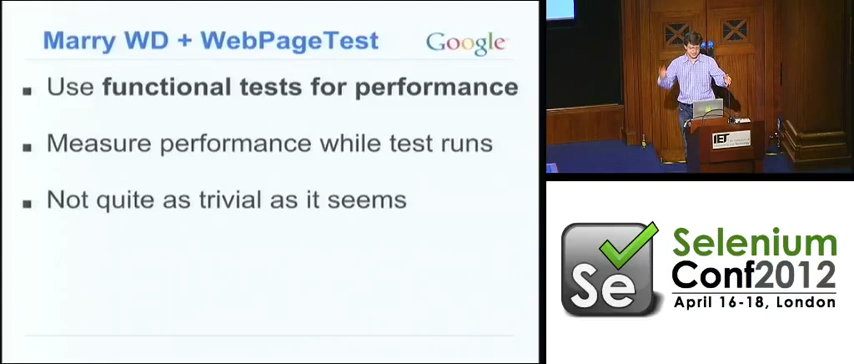 Marry WD + WebPageTest
Google
Use functional tests for performance
Measure performance while test runs
Not quite as trivial as it seems
IET
Se
Selenium
Conf2012
April 16-18, London